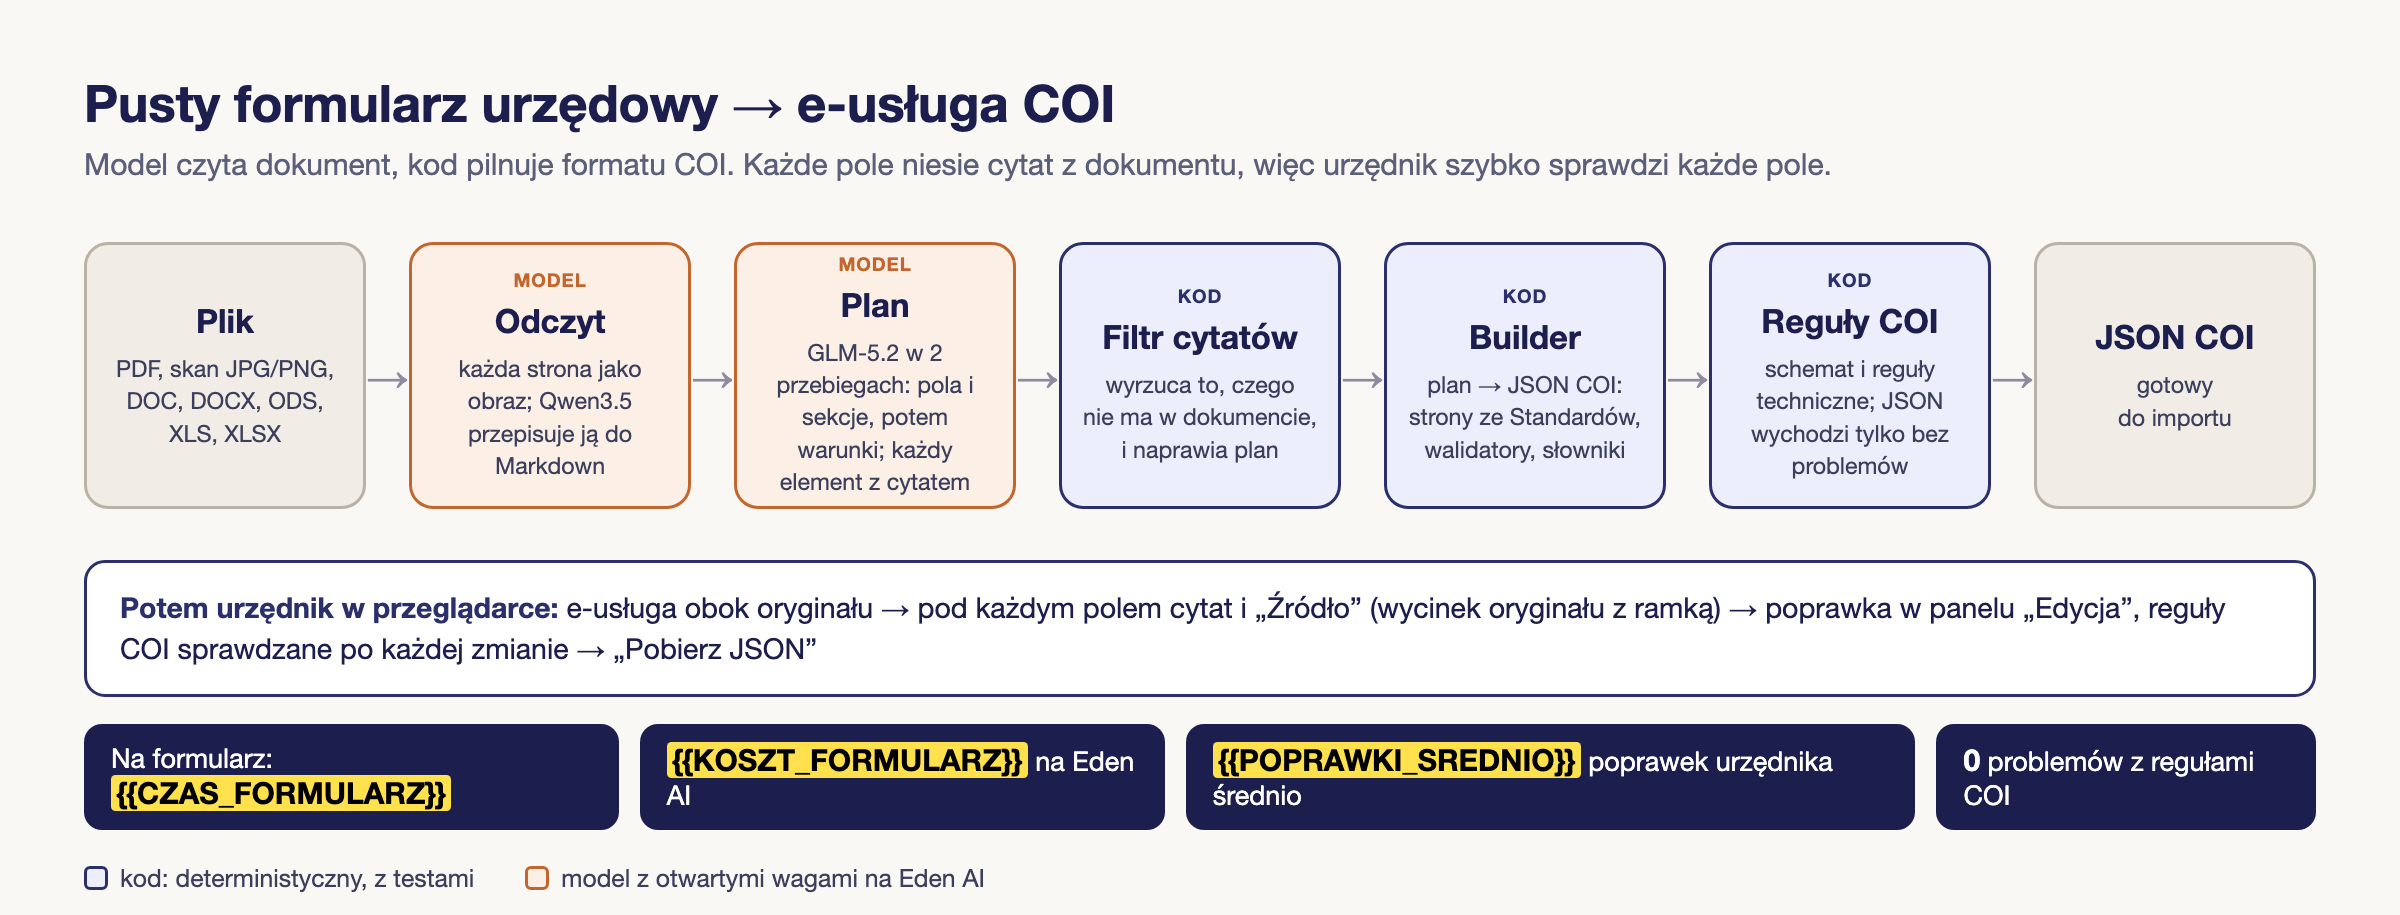 Pusty formularz urzędowy → e-usługa COI
Model czyta dokument, kod pilnuje formatu COI. Każde pole niesie cytat z dokumentu, więc urzędnik szybko sprawdzi każde pole.
Plik
PDF, skan JPG/PNG,
DOC, DOCX, ODS,
XLS, XLSX
MODEL
Odczyt
każda strona jako
obraz; Qwen3.5
przepisuje ją do
Markdown
MODEL
Plan
GLM-5.2 w 2
przebiegach: pola i
sekcje, potem
warunki; każdy
element z cytatem
KOD
Filtr cytatów
wyrzuca to, czego
nie ma w dokumencie,
i naprawia plan
KOD
Builder
plan → JSON COI:
strony ze Standardów,
walidatory, słowniki
KOD
Reguły COI
schemat i reguły
techniczne; JSON
wychodzi tylko bez
problemów
JSON COI
gotowy
do importu
Potem urzędnik w przeglądarce: e-usługa obok oryginału → pod każdym polem cytat i „Źródło” (wycinek oryginału z ramką) → poprawka w panelu „Edycja”, reguły
COI sprawdzane po każdej zmianie → „Pobierz JSON”
Na formularz:
{{CZAS_FORMULARZ}}
{{KOSZT_FORMULARZ}} na Eden
AI
{{POPRAWKI_SREDNIO}} poprawek urzędnika
średnio
0 problemów z regułami
COI
kod: deterministyczny, z testami
model z otwartymi wagami na Eden AI